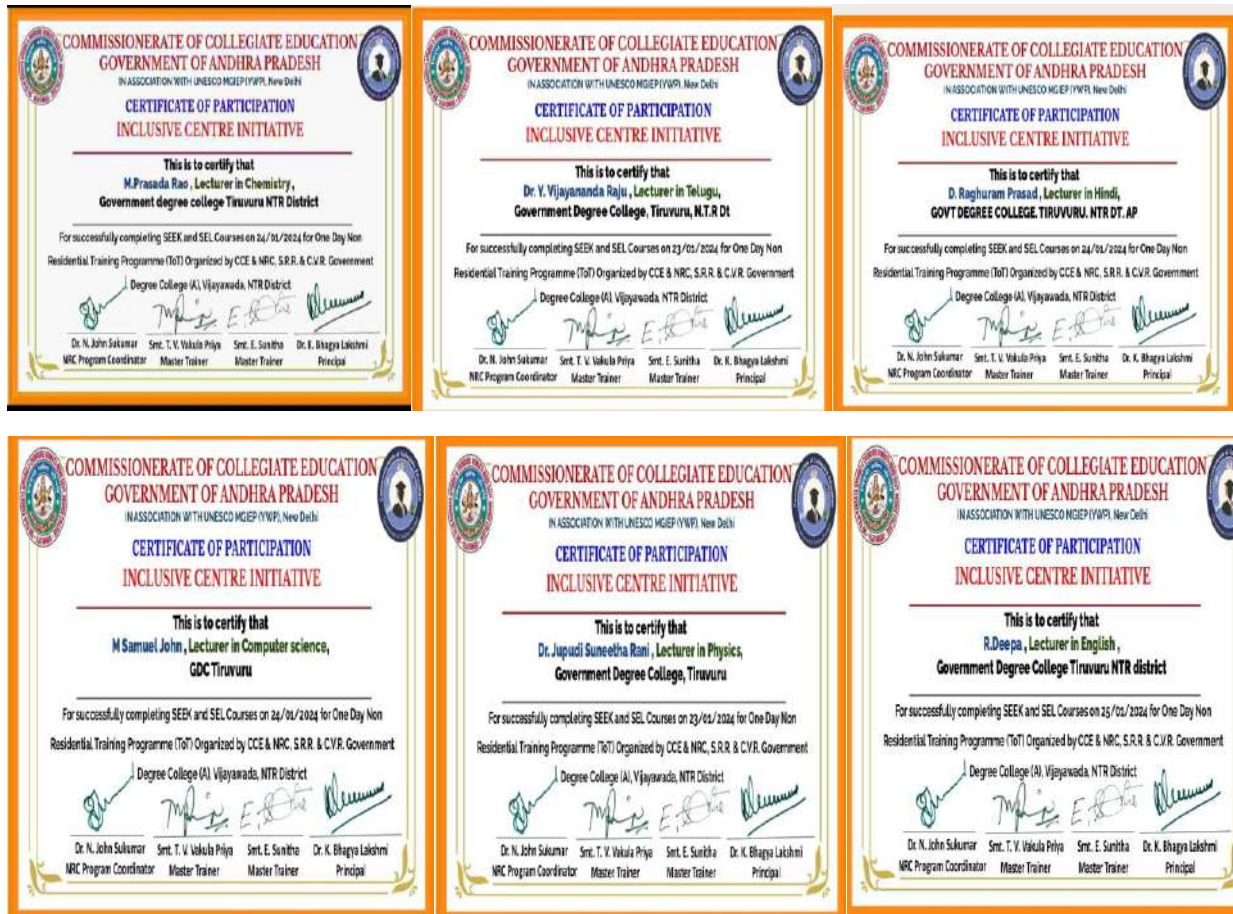 COMMISSIONERATE OF COLLEGIATE EDUCATION
GOVERNMENT OF ANDHRA PRADESH
IN ASSOCIATION WITH UNESCO MGIEP (YWP), New Delhi
CERTIFICATE OF PARTICIPATION
INCLUSIVE CENTRE INITIATIVE
This is to certify that
M.Prasada Rao , Lecturer in Chemistry ,
Government degree college Tiruvuru NTR District
For successfully completing SEEK and SEL Courses on 24/01/2024 for One Day Non
Residential Training Programme (ToT) Organized by CCE & NRC, S.R.R. & C.V.R. Government
Degree College (A), Vijayawada, NTR District
Dr. N. John Sukumar Smt. T. V. Vakula Priya Smt. E. Sunitha Dr. K. Bhagya Lakshmi
NRC Program Coordinator Master Trainer Master Trainer Principal
COMMISSIONERATE OF COLLEGIATE EDUCATION
GOVERNMENT OF ANDHRA PRADESH
IN ASSOCIATION WITH UNESCO MGIEP (YWP), New Delhi
CERTIFICATE OF PARTICIPATION
INCLUSIVE CENTRE INITIATIVE
This is to certify that
Dr. Y. Vijayananda Raju , Lecturer in Telugu,
Government Degree College, Tiruvuru, N.T.R Dt
For successfully completing SEEK and SEL Courses on 23/01/2024 for One Day Non
Residential Training Programme (ToT) Organized by CCE & NRC, S.R.R. & C.V.R. Government
Degree College (A), Vijayawada, NTR District
Dr. N. John Sukumar Smt. T. V. Vakula Priya Smt. E. Sunitha Dr. K. Bhagya Lakshmi
NRC Program Coordinator Master Trainer Master Trainer Principal
COMMISSIONERATE OF COLLEGIATE EDUCATION
GOVERNMENT OF ANDHRA PRADESH
IN ASSOCIATION WITH UNESCO MGIEP (YWP), New Delhi
CERTIFICATE OF PARTICIPATION
INCLUSIVE CENTRE INITIATIVE
This is to certify that
D. Raghuram Prasad , Lecturer in Hindi,
GOVT DEGREE COLLEGE, TIRUVVURU. NTR DT. AP
For successfully completing SEEK and SEL Courses on 24/01/2024 for One Day Non
Residential Training Programme (ToT) Organized by CCE & NRC, S.R.R. & C.V.R. Government
Degree College (A), Vijayawada, NTR District
Dr. N. John Sukumar Smt. T. V. Vakula Priya Smt. E. Sunitha Dr. K. Bhagya Lakshmi
NRC Program Coordinator Master Trainer Master Trainer Principal
COMMISSIONERATE OF COLLEGIATE EDUCATION
GOVERNMENT OF ANDHRA PRADESH
IN ASSOCIATION WITH UNESCO MGIEP (YWP), New Delhi
CERTIFICATE OF PARTICIPATION
INCLUSIVE CENTRE INITIATIVE
This is to certify that
M Samuel John , Lecturer in Computer science,
GDC Tiruvuru
For successfully completing SEEK and SEL Courses on 24/01/2024 for One Day Non
Residential Training Programme (ToT) Organized by CCE & NRC, S.R.R. & C.V.R. Government
Degree College (A), Vijayawada, NTR District
Dr. N. John Sukumar Smt. T. V. Vakula Priya Smt. E. Sunitha Dr. K. Bhagya Lakshmi
NRC Program Coordinator Master Trainer Master Trainer Principal
COMMISSIONERATE OF COLLEGIATE EDUCATION
GOVERNMENT OF ANDHRA PRADESH
IN ASSOCIATION WITH UNESCO MGIEP (YWP), New Delhi
CERTIFICATE OF PARTICIPATION
INCLUSIVE CENTRE INITIATIVE
This is to certify that
Dr. Jupudi Suneetha Rani , Lecturer in Physics,
Government Degree College, Tiruvuru
For successfully completing SEEK and SEL Courses on 23/01/2024 for One Day Non
Residential Training Programme (ToT) Organized by CCE & NRC, S.R.R. & C.V.R. Government
Degree College (A), Vijayawada, NTR District
Dr. N. John Sukumar Smt. T. V. Vakula Priya Smt. E. Sunitha Dr. K. Bhagya Lakshmi
NRC Program Coordinator Master Trainer Master Trainer Principal
COMMISSIONERATE OF COLLEGIATE EDUCATION
GOVERNMENT OF ANDHRA PRADESH
IN ASSOCIATION WITH UNESCO MGIEP (YWP), New Delhi
CERTIFICATE OF PARTICIPATION
INCLUSIVE CENTRE INITIATIVE
This is to certify that
R.Deepa , Lecturer in English ,
Government Degree College Tiruvuru NTR district
For successfully completing SEEK and SEL Courses on 25/01/2024 for One Day Non
Residential Training Programme (ToT) Organized by CCE & NRC, S.R.R. & C.V.R. Government
Degree College (A), Vijayawada, NTR District
Dr. N. John Sukumar Smt. T. V. Vakula Priya Smt. E. Sunitha Dr. K. Bhagya Lakshmi
NRC Program Coordinator Master Trainer Master Trainer Principal